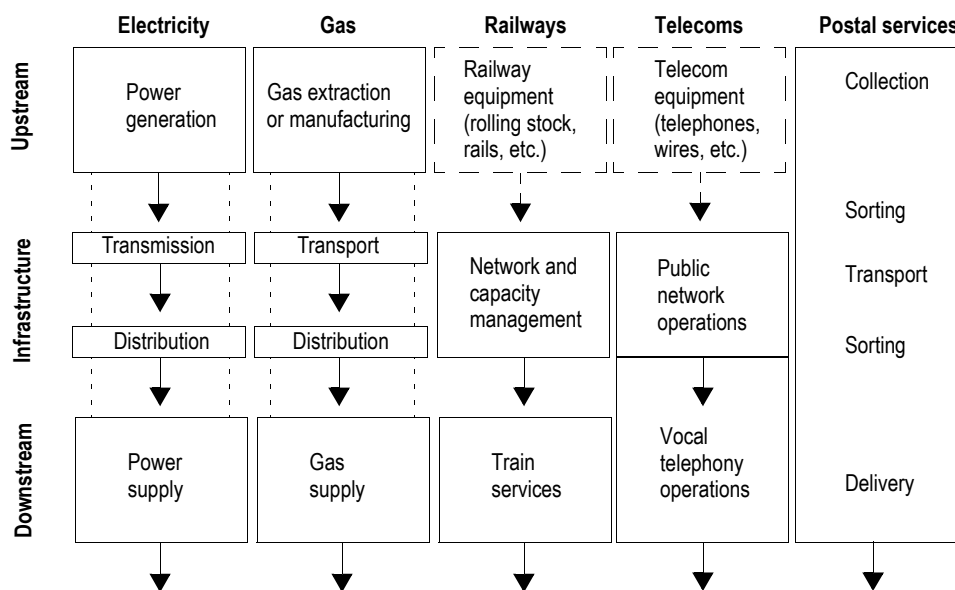 Electricity
Gas
Railways
Telecoms
Postal services
Upstream
Power
generation
Gas extraction
or manufacturing
Railway
equipment
(rolling stock,
rails, etc.)
Telecom
equipment
(telephones,
wires, etc.)
Collection
Sorting
Infrastructure
Transmission
Transport
Network and
capacity
management
Public
network
operations
Transport
Distribution
Distribution
Sorting
Downstream
Power
supply
Gas
supply
Train
services
Vocal
telephony
operations
Delivery